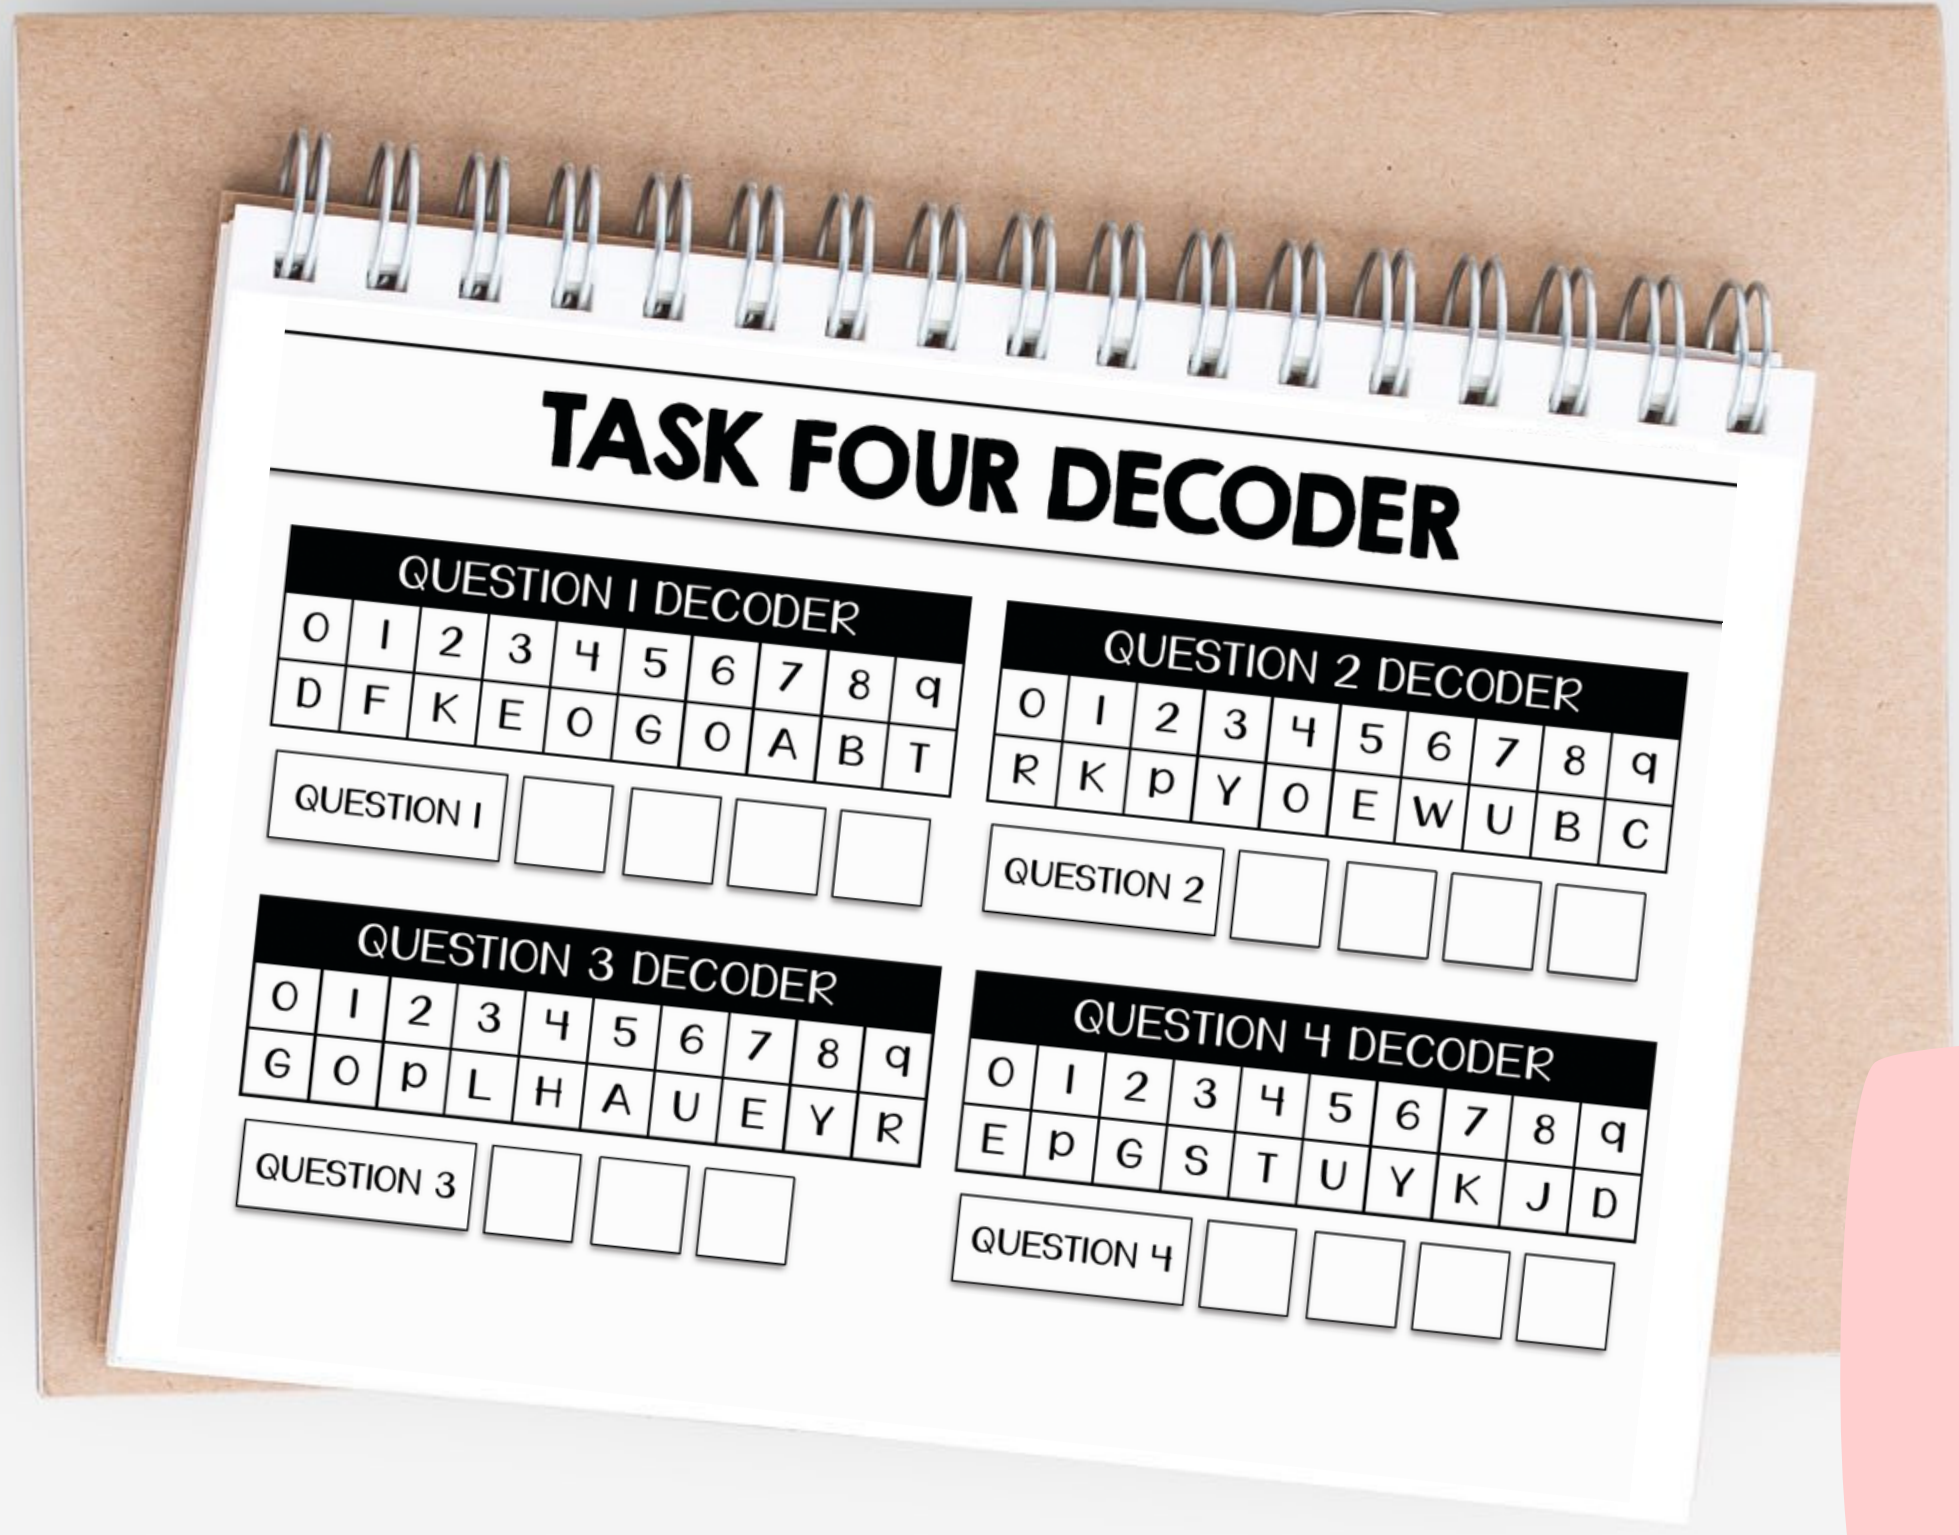 TASK FOUR DECODER
QUESTION 1 DECODER
0 1 2 3 4 5 6 7 8 9
D F K E O G O A B T
QUESTION 1
QUESTION 2 DECODER
0 1 2 3 4 5 6 7 8 9
R K P Y O E W U B C
QUESTION 2
QUESTION 3 DECODER
0 1 2 3 4 5 6 7 8 9
G O P L H A U E Y R
QUESTION 3
QUESTION 4 DECODER
0 1 2 3 4 5 6 7 8 9
E P G S T U Y K J D
QUESTION 4